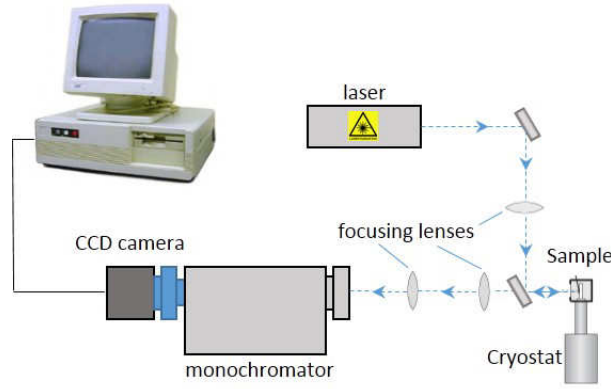 laser
focusing lenses
CCD camera
Sample
monochromator
Cryostat